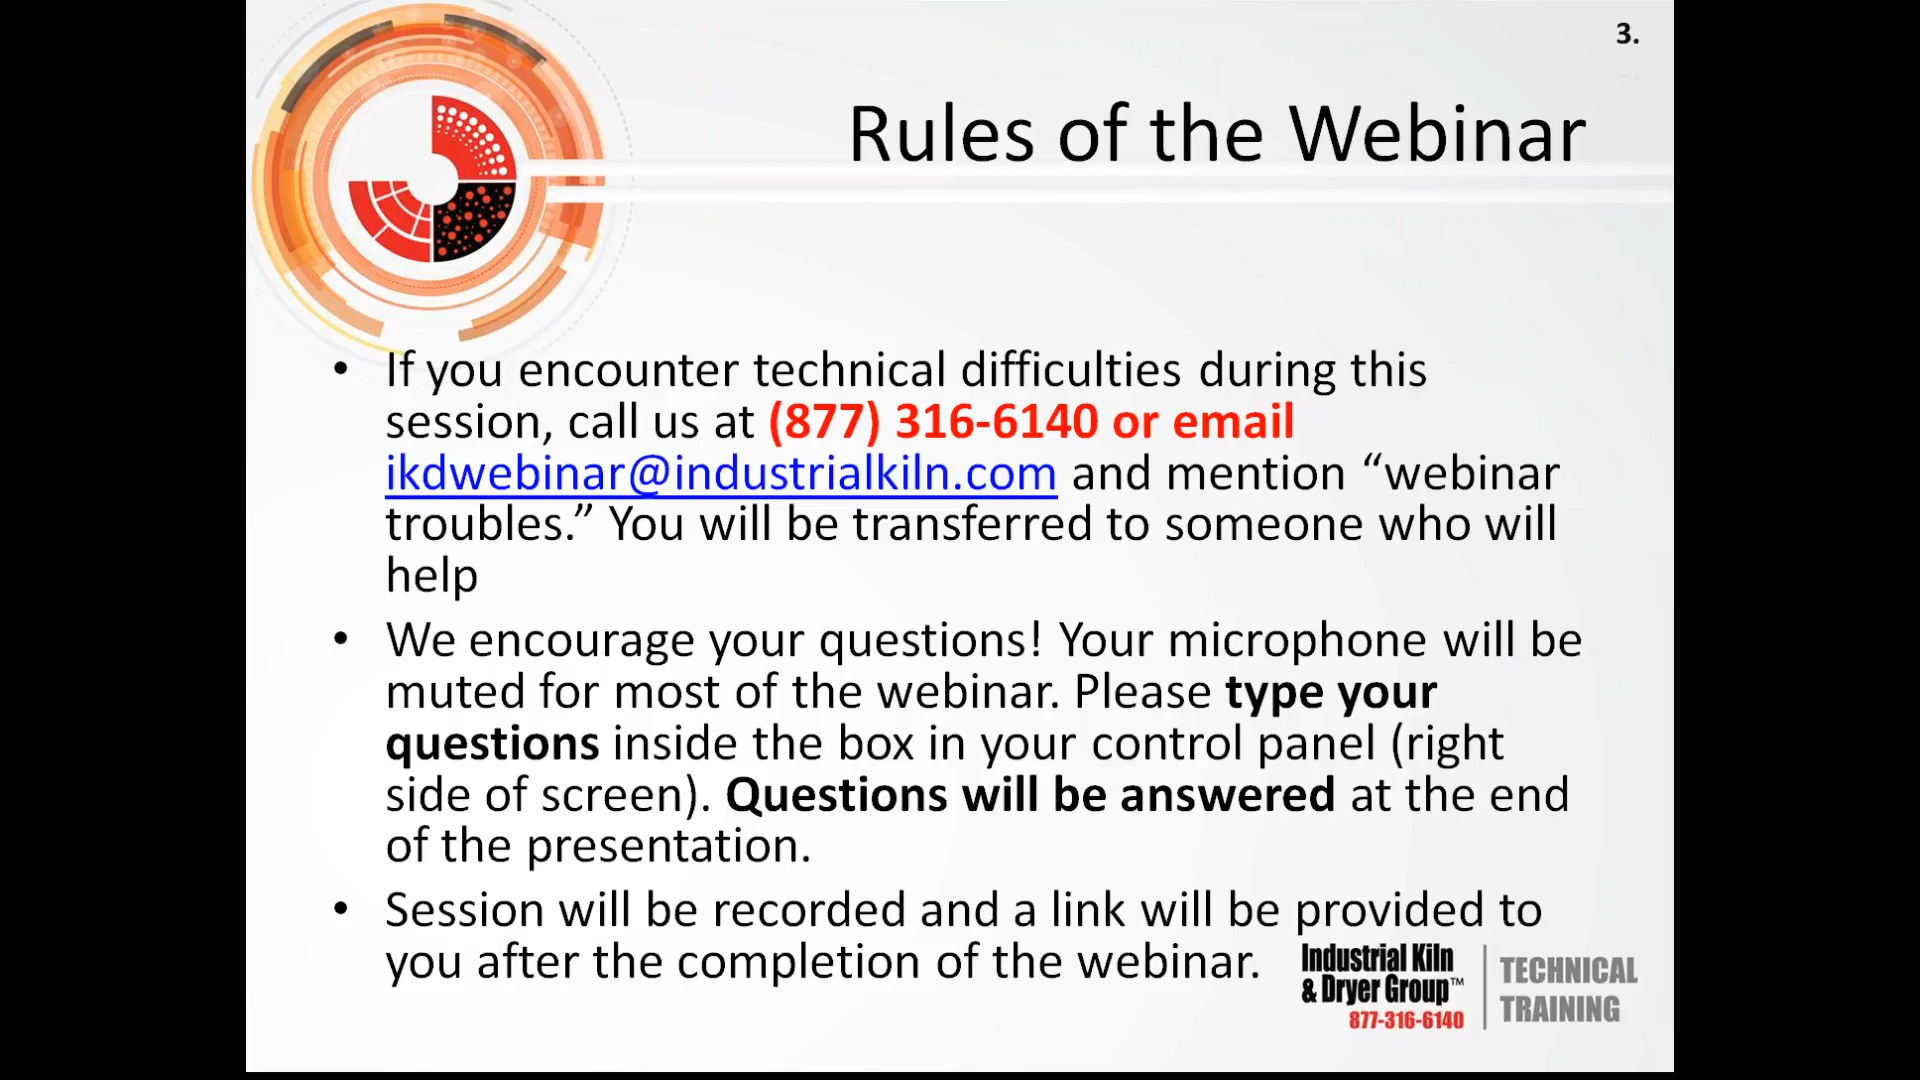 3.
Rules of the Webinar
• If you encounter technical difficulties during this
session, call us at (877) 316-6140 or email
ikdwebinar@industrialkiln.com and mention “webinar
troubles.” You will be transferred to someone who will
help
• We encourage your questions! Your microphone will be
muted for most of the webinar. Please type your
questions inside the box in your control panel (right
side of screen). Questions will be answered at the end
of the presentation.
• Session will be recorded and a link will be provided to
you after the completion of the webinar.
Industrial Kiln
& Dryer Group™
877-316-6140
TECHNICAL
TRAINING